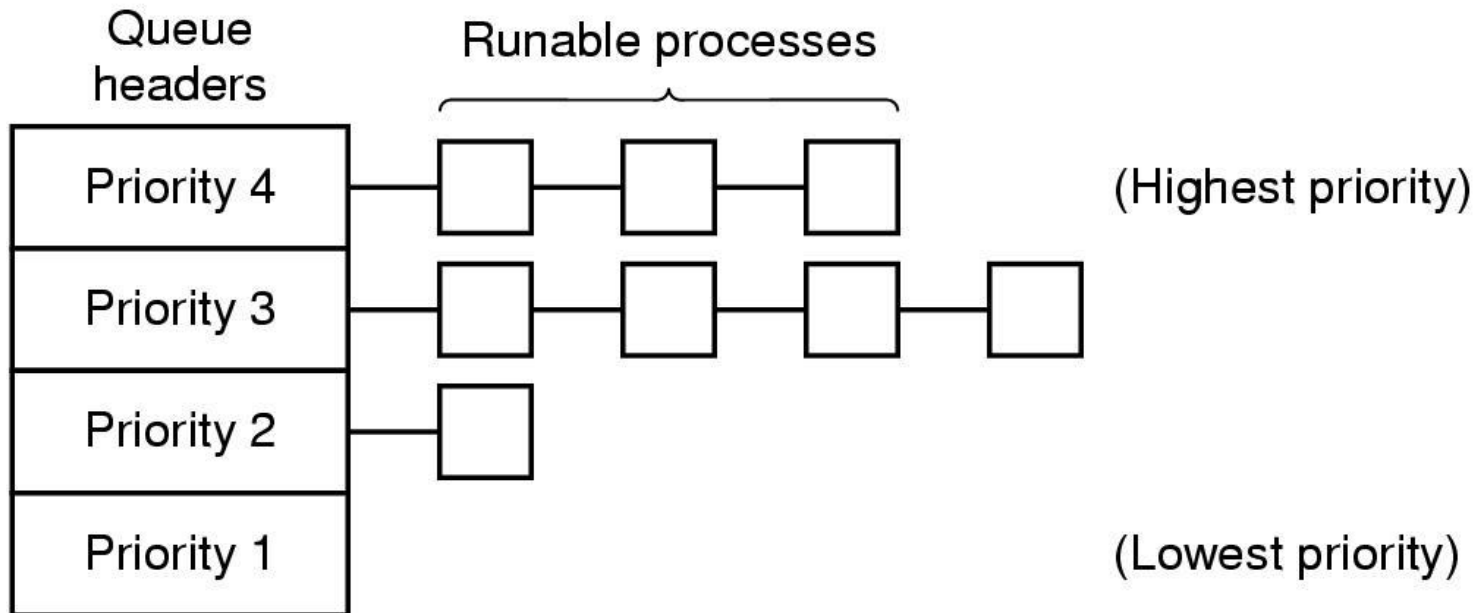 Queue
headers
Runable processes
Priority 4
(Highest priority)
Priority 3
Priority 2
Priority 1
(Lowest priority)